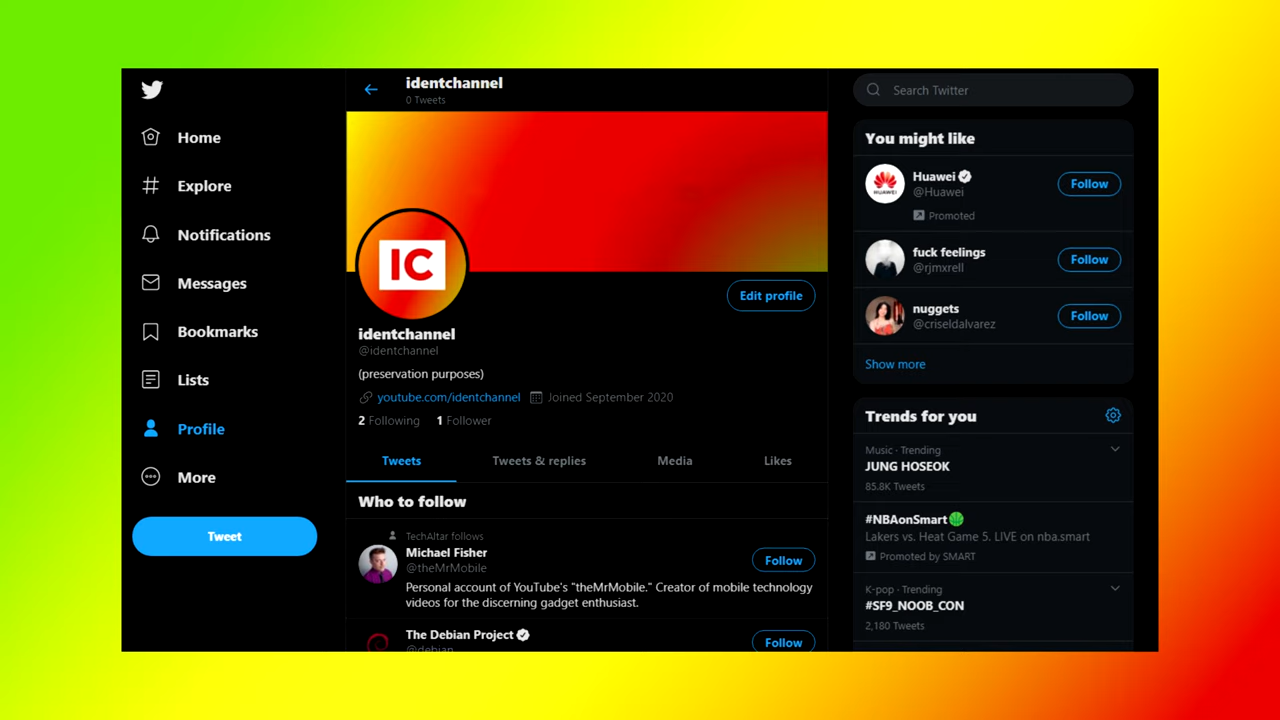 Home
Explore
Notifications
Messages
Bookmarks
Lists
Profile
More
Tweet
identchannel
0 Tweets
IC
Edit profile
identchannel
@identchannel
(preservation purposes)
youtube.com/identchannel Joined September 2020
2 Following 1 Follower
Tweets Tweets & replies Media Likes
Who to follow
TechAltar follows
Michael Fisher
@theMrMobile
Follow
Personal account of YouTube's "theMrMobile." Creator of mobile technology
videos for the discerning gadget enthusiast.
The Debian Project
@debian
Follow
Search Twitter
You might like
HUAWEI
Huawei
@Huawei
Promoted
Follow
fuck feelings
@rjmxrell
Follow
nuggets
@criseldalvarez
Follow
Show more
Trends for you
Music · Trending
JUNG HOSEOK
85.8K Tweets
#NBAonSmart
Lakers vs. Heat Game 5. LIVE on nba.smart
Promoted by SMART
K-pop · Trending
#SF9_NOOB_CON
2,180 Tweets